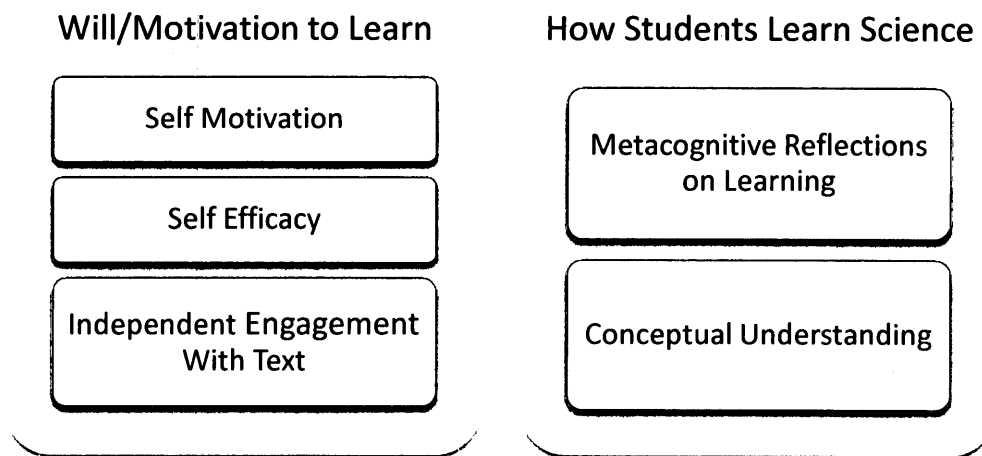 Will/Motivation to Learn
Self Motivation
Self Efficacy
Independent Engagement
With Text
How Students Learn Science
Metacognitive Reflections
on Learning
Conceptual Understanding